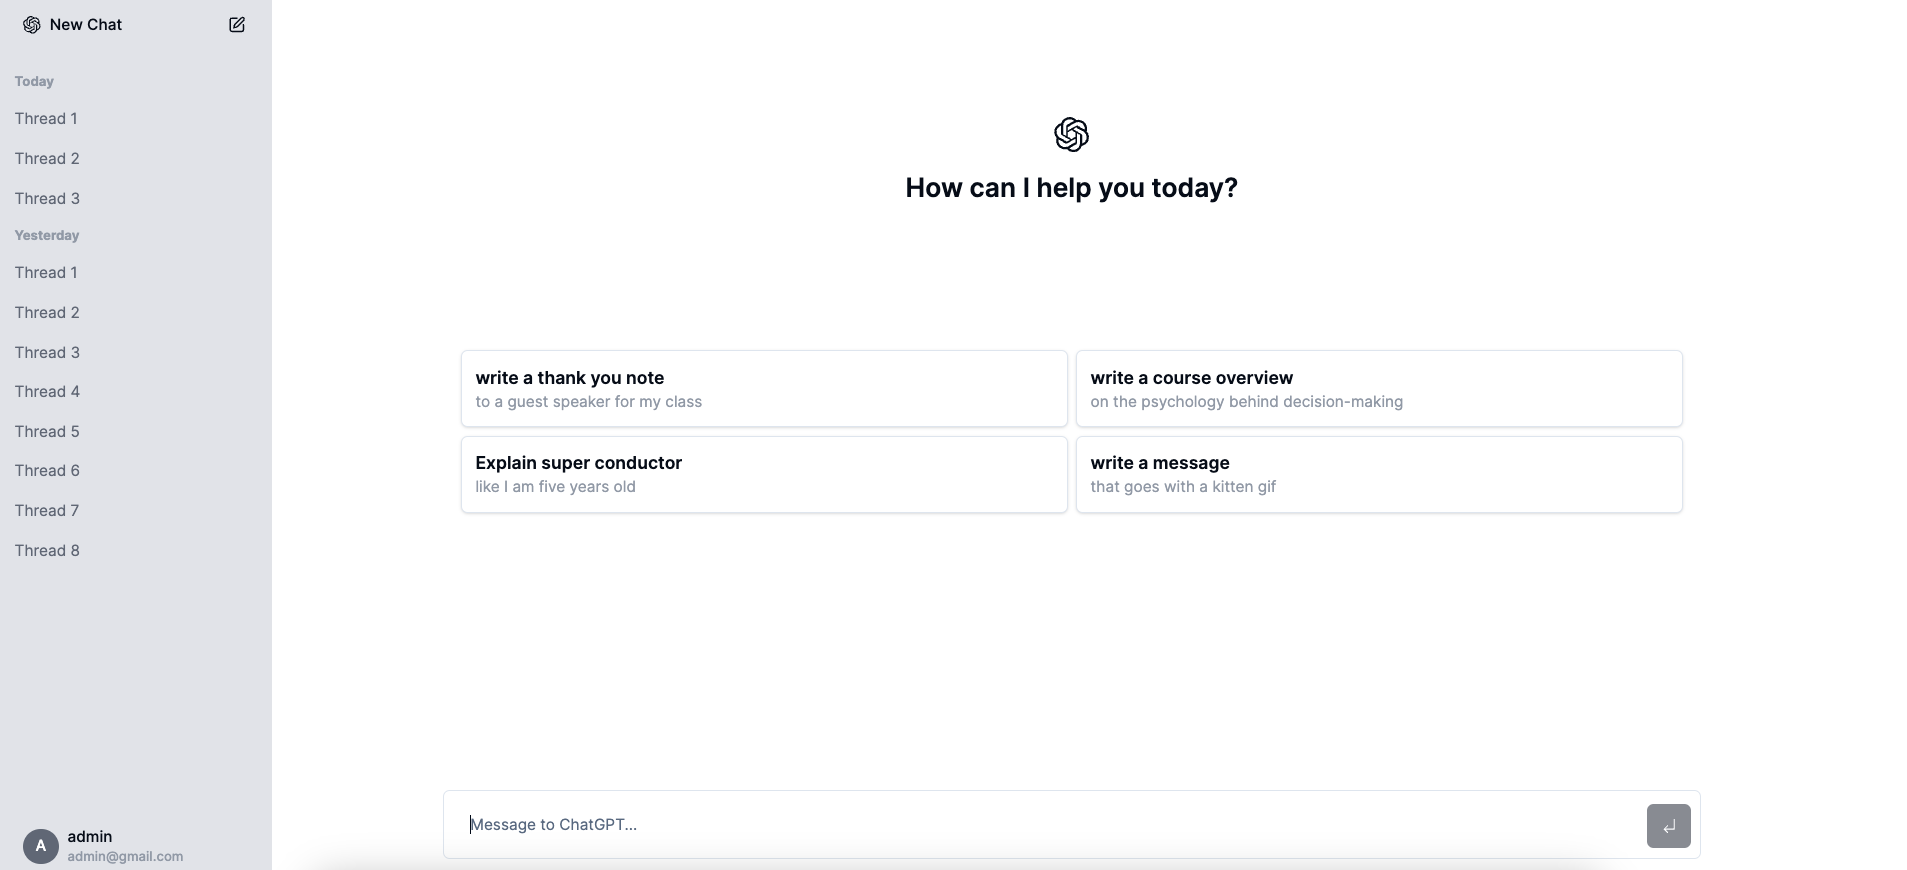 New Chat
Today
Thread 1
Thread 2
Thread 3
Yesterday
Thread 1
Thread 2
Thread 3
Thread 4
Thread 5
Thread 6
Thread 7
Thread 8
A
admin
admin@gmail.com
How can I help you today?
write a thank you note
to a guest speaker for my class
write a course overview
on the psychology behind decision-making
Explain super conductor
like I am five years old
write a message
that goes with a kitten gif
Message to ChatGPT...